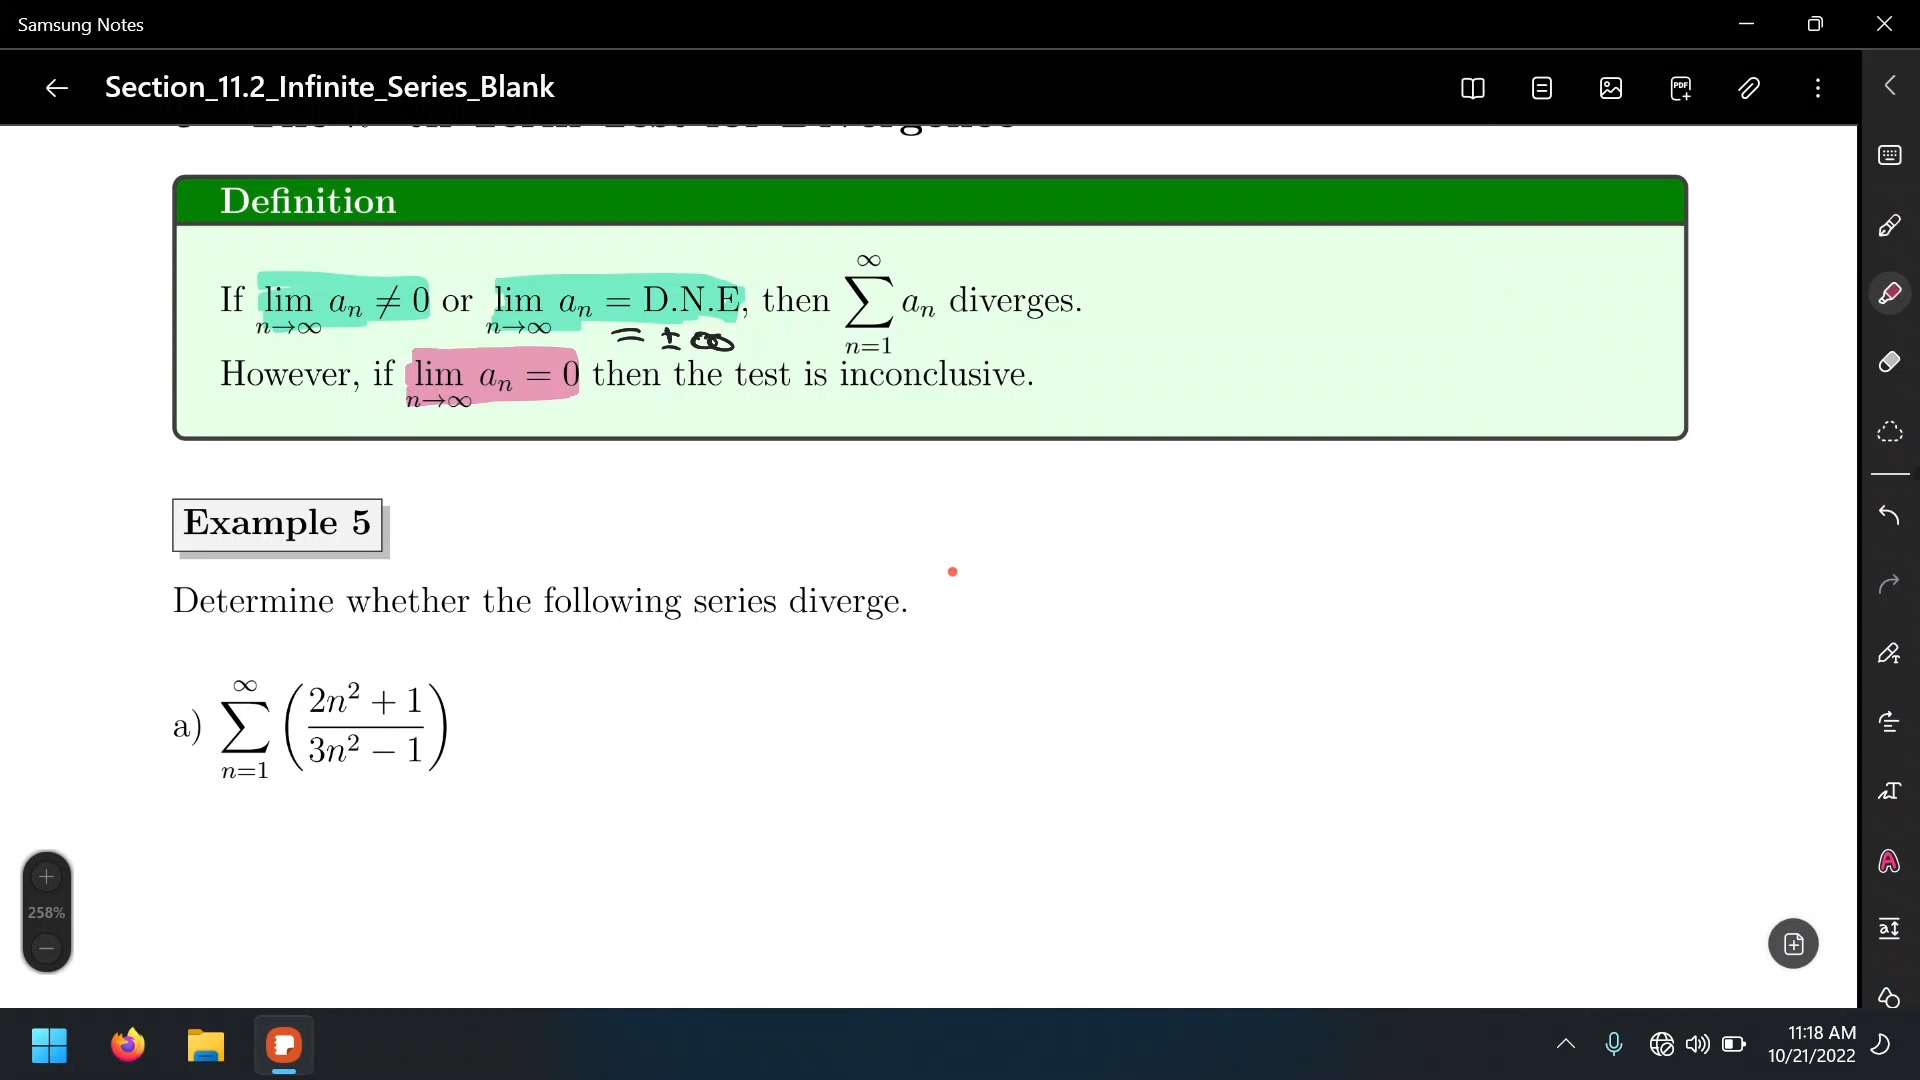 Samsung Notes
Section_11.2_Infinite_Series_Blank
PDF
Definition
If lim_{n→∞} a_n ≠ 0 or lim_{n→∞} a_n = D.N.E, then ∑_{n=1}^{∞} a_n diverges.
= ± ∞
However, if lim_{n→∞} a_n = 0 then the test is inconclusive.
Example 5
Determine whether the following series diverge.
a) ∑_{n=1}^{∞} ( (2n² + 1) / (3n² − 1) )
258%
11:18 AM
10/21/2022